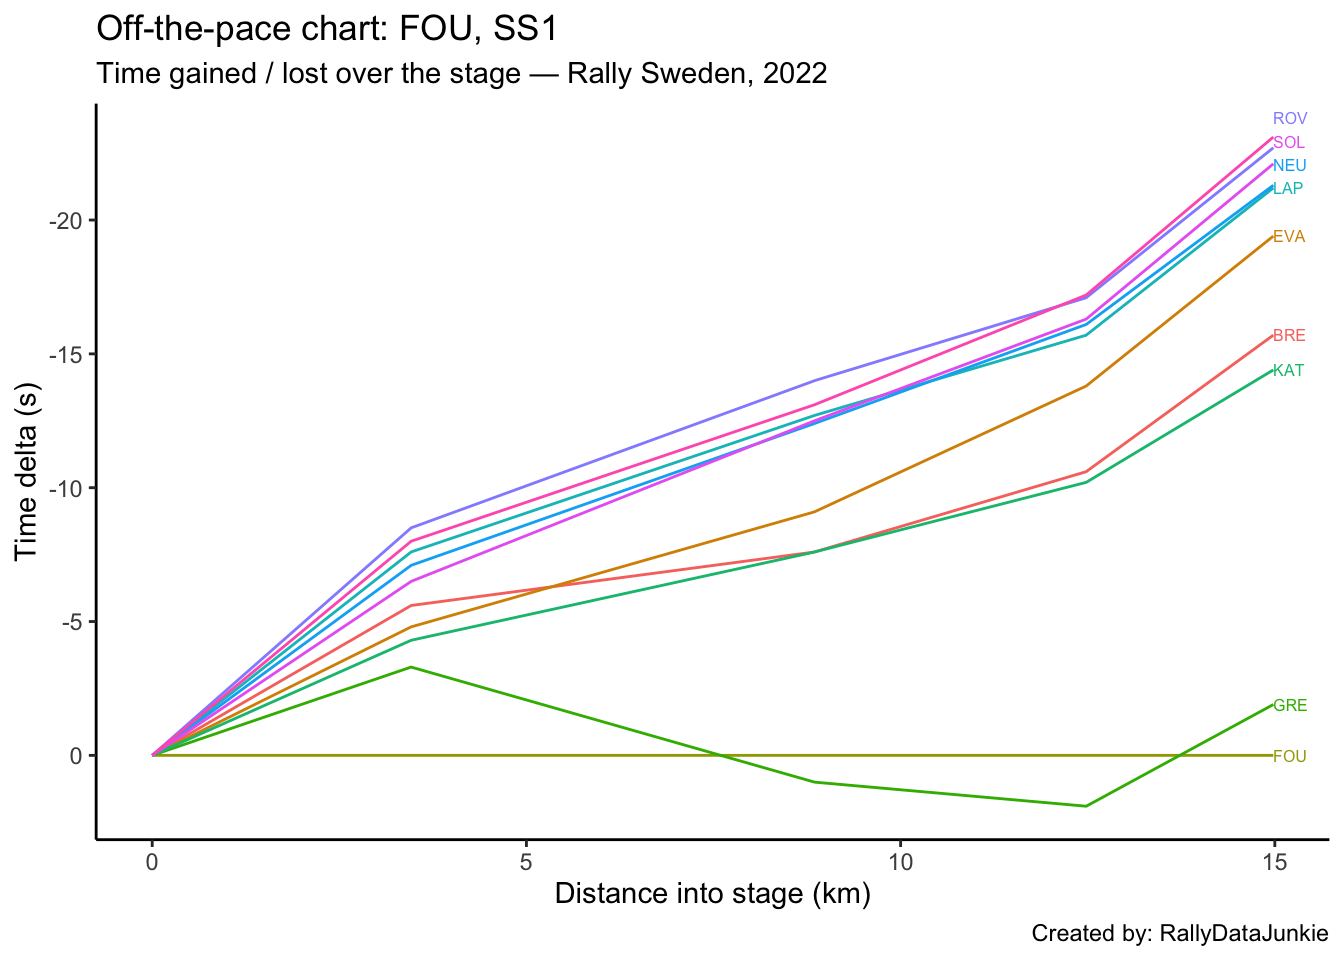 Off-the-pace chart: FOU, SS1
Time gained / lost over the stage — Rally Sweden, 2022
ROV
SOL
NEU
LAP
EVA
BRE
KAT
GRE
FOU
-20
-15
-10
-5
0
Time delta (s)
0 5 10 15
Distance into stage (km)
Created by: RallyDataJunkie